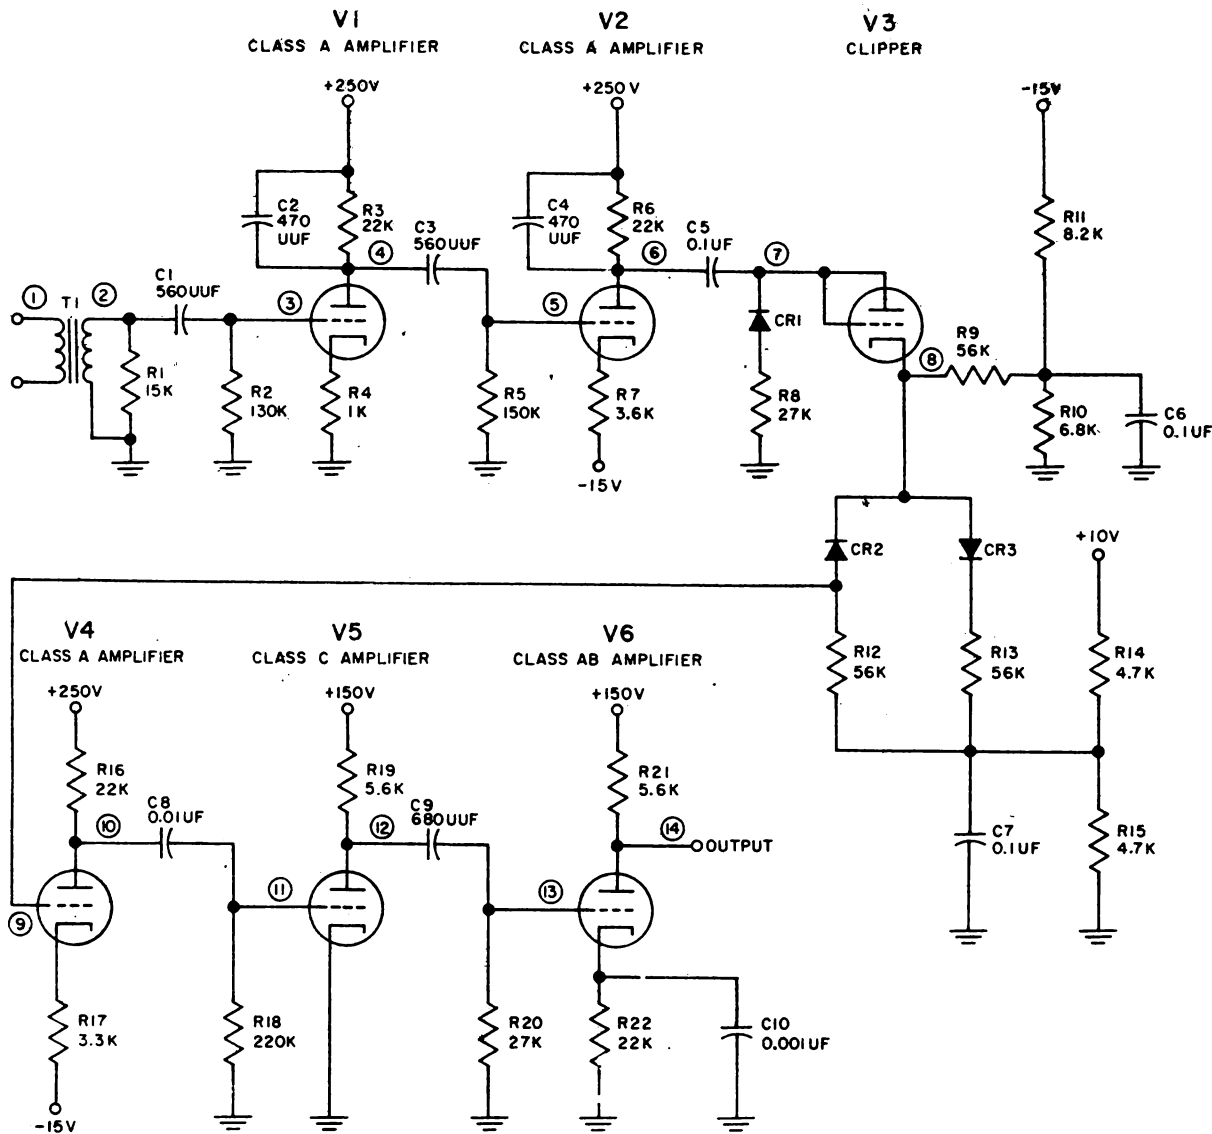 V1
CLASS A AMPLIFIER
V2
CLASS A AMPLIFIER
V3
CLIPPER
+250V
+250V
-15V
C2
470
UUF
R3
22K
4
C3
560UUF
C4
470
UUF
R6
22K
6
C5
0.1UF
7
R11
8.2K
1
T1
2
C1
560UUF
3
5
CR1
8
R9
56K
R1
15K
R2
130K
R4
1K
R5
150K
R7
3.6K
-15V
R8
27K
R10
6.8K
C6
0.1UF
CR2
CR3
+10V
V4
CLASS A AMPLIFIER
V5
CLASS C AMPLIFIER
V6
CLASS AB AMPLIFIER
R12
56K
R13
56K
R14
4.7K
+250V
+150V
+150V
R16
22K
10
C8
0.01UF
R19
5.6K
12
C9
680UUF
R21
5.6K
14
OUTPUT
C7
0.1UF
R15
4.7K
9
11
13
R17
3.3K
R18
220K
R20
27K
R22
22K
C10
0.001UF
-15V